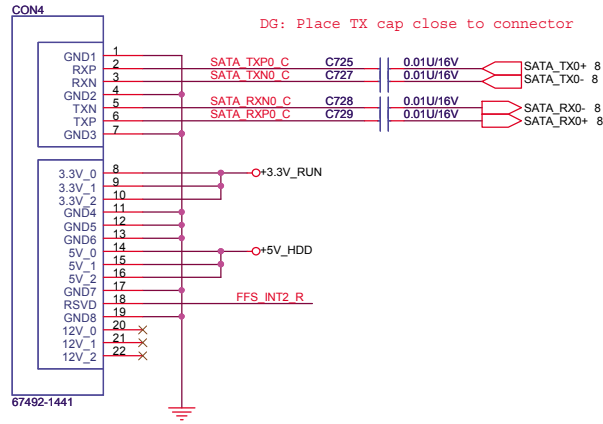 CON4
DG: Place TX cap close to connector
GND1 1
RXP 2 SATA_TXP0_C C725 0.01U/16V SATA_TX0+ 8
RXN 3 SATA_TXN0_C C727 0.01U/16V SATA_TX0- 8
GND2 4
TXN 5 SATA_RXN0_C C728 0.01U/16V SATA_RX0- 8
TXP 6 SATA_RXP0_C C729 0.01U/16V SATA_RX0+ 8
GND3 7
3.3V_0 8 +3.3V_RUN
3.3V_1 9
3.3V_2 10
GND4 11
GND5 12
GND6 13
5V_0 14 +5V_HDD
5V_1 15
5V_2 16
GND7 17
RSVD 18 FFS_INT2_R
GND8 19
12V_0 20
12V_1 21
12V_2 22
67492-1441